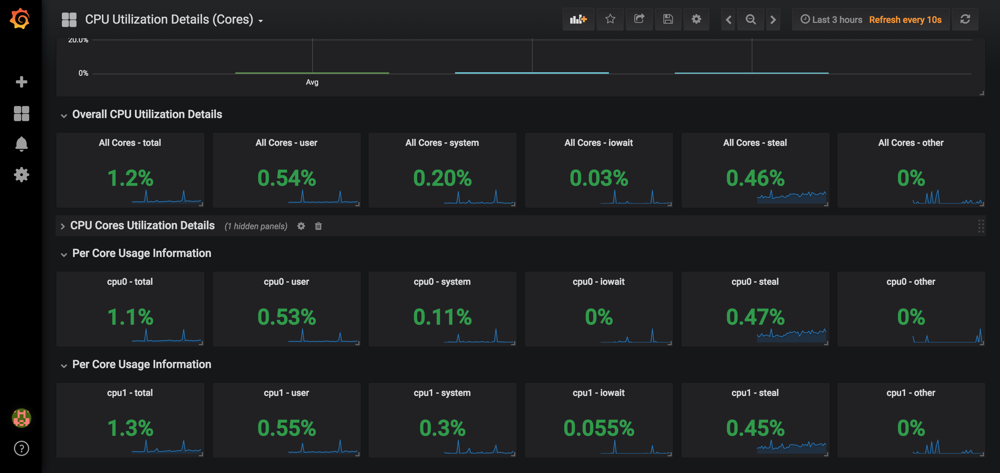 CPU Utilization Details (Cores)
Last 3 hours Refresh every 10s
20.0%
0%
Avg
Overall CPU Utilization Details
All Cores - total
All Cores - user
All Cores - system
All Cores - iowait
All Cores - steal
All Cores - other
1.2%
0.54%
0.20%
0.03%
0.46%
0%
CPU Cores Utilization Details (1 hidden panels)
Per Core Usage Information
cpu0 - total
cpu0 - user
cpu0 - system
cpu0 - iowait
cpu0 - steal
cpu0 - other
1.1%
0.53%
0.11%
0%
0.47%
0%
Per Core Usage Information
cpu1 - total
cpu1 - user
cpu1 - system
cpu1 - iowait
cpu1 - steal
cpu1 - other
1.3%
0.55%
0.3%
0.055%
0.45%
0%